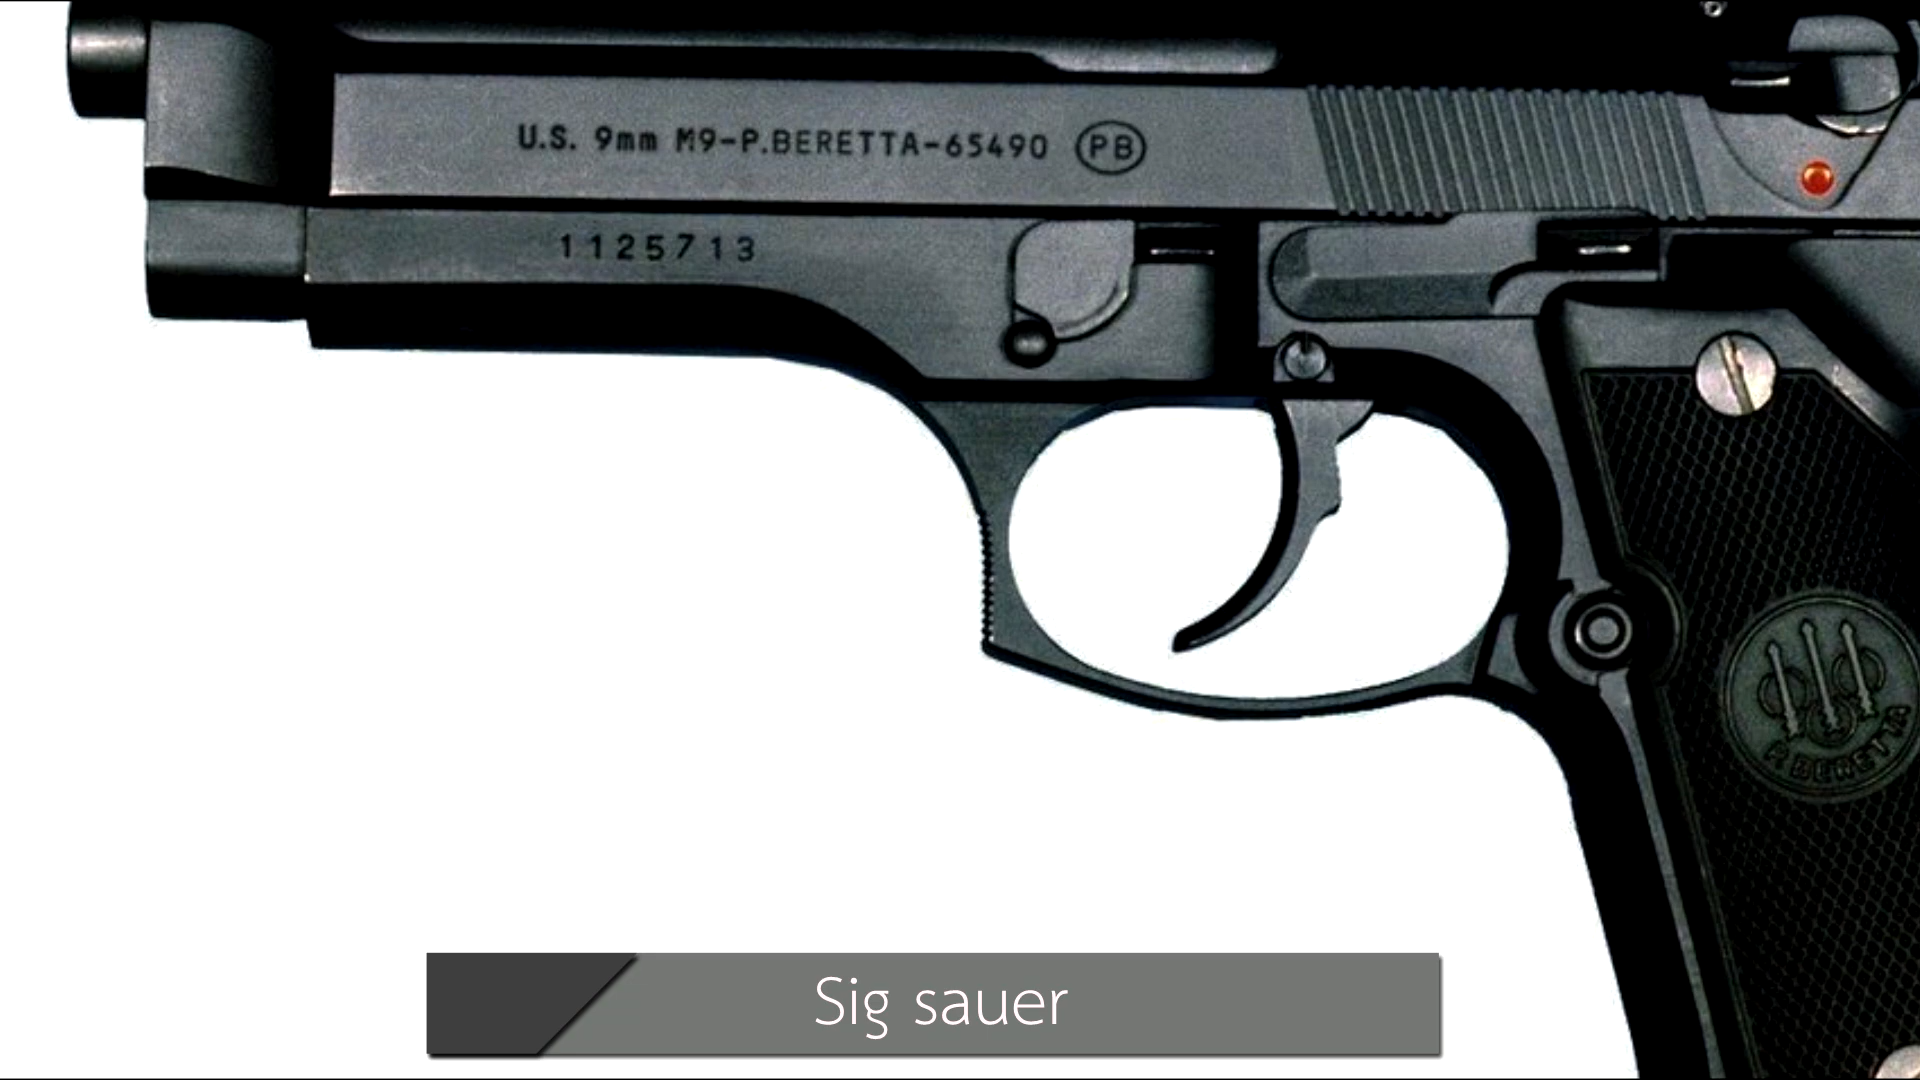 U.S. 9mm M9-P.BERETTA-65490 PB
1125713
P. BERETTA
Sig sauer